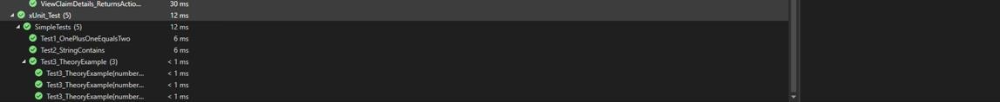 ViewClaimDetails_ReturnsActio... 30 ms
xUnit_Test (5) 12 ms
SimpleTests (5) 12 ms
Test1_OnePlusOneEqualsTwo 6 ms
Test2_StringContains 6 ms
Test3_TheoryExample (3) < 1 ms
Test3_TheoryExample(number... < 1 ms
Test3_TheoryExample(number... < 1 ms
Test3_TheoryExample(number... < 1 ms